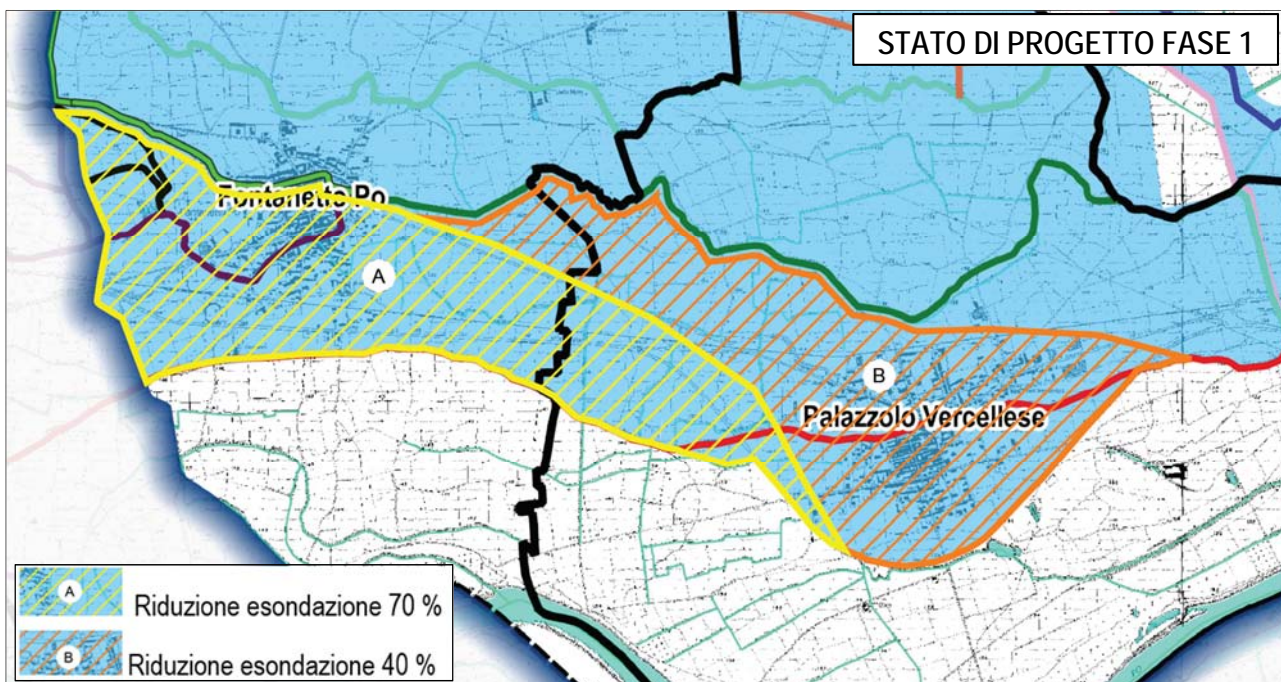 STATO DI PROGETTO FASE 1
Fontanetto Po
A
B
Palazzolo Vercellese
A Riduzione esondazione 70 %
B Riduzione esondazione 40 %